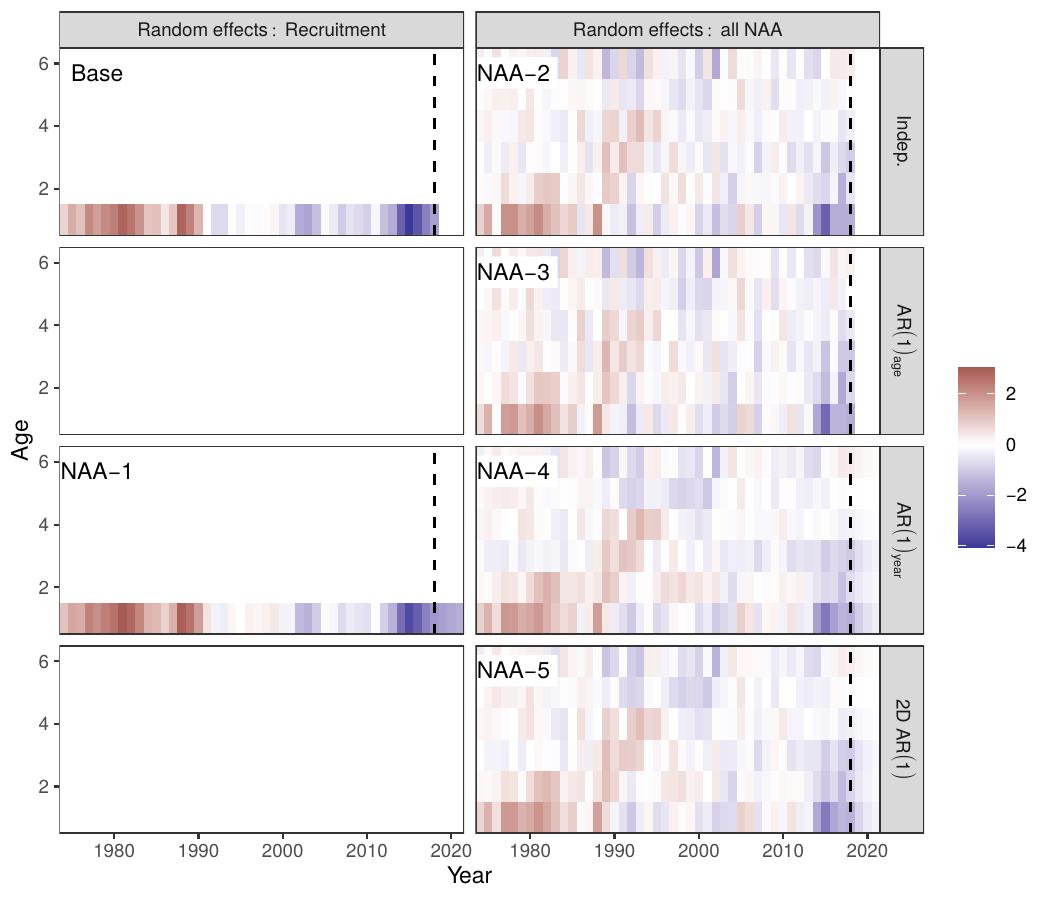 Random effects : Recruitment
Random effects : all NAA
Base
NAA−2
Indep.
6
4
2
NAA−3
AR(1)age
6
4
2
NAA−1
NAA−4
AR(1)year
6
4
2
NAA−5
2D AR(1)
6
4
2
Age
1980 1990 2000 2010 2020
1980 1990 2000 2010 2020
Year
2
0
−2
−4